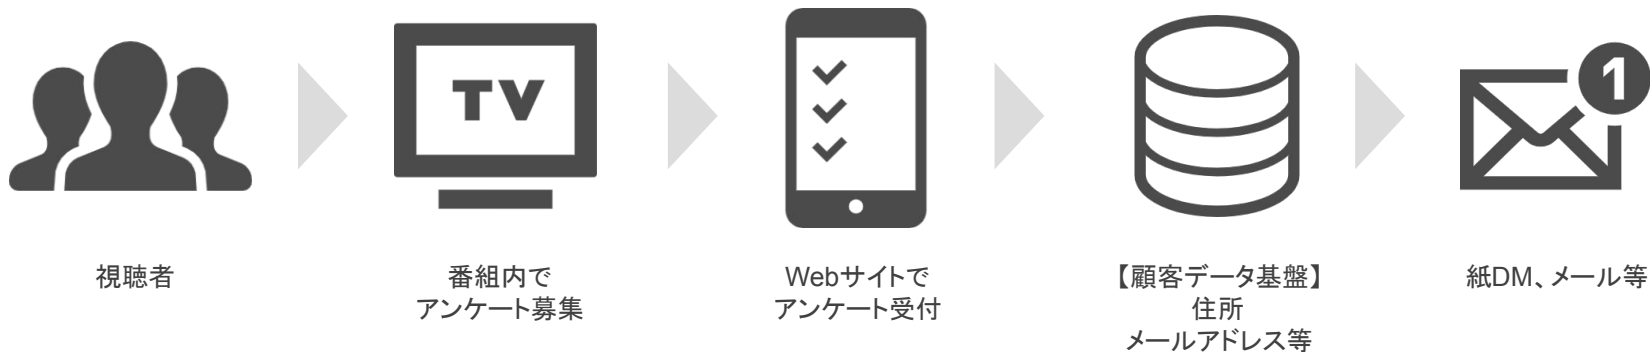 TV
1
視聴者
番組内で
アンケート募集
Webサイトで
アンケート受付
【顧客データ基盤】
住所
メールアドレス等
紙DM、メール等